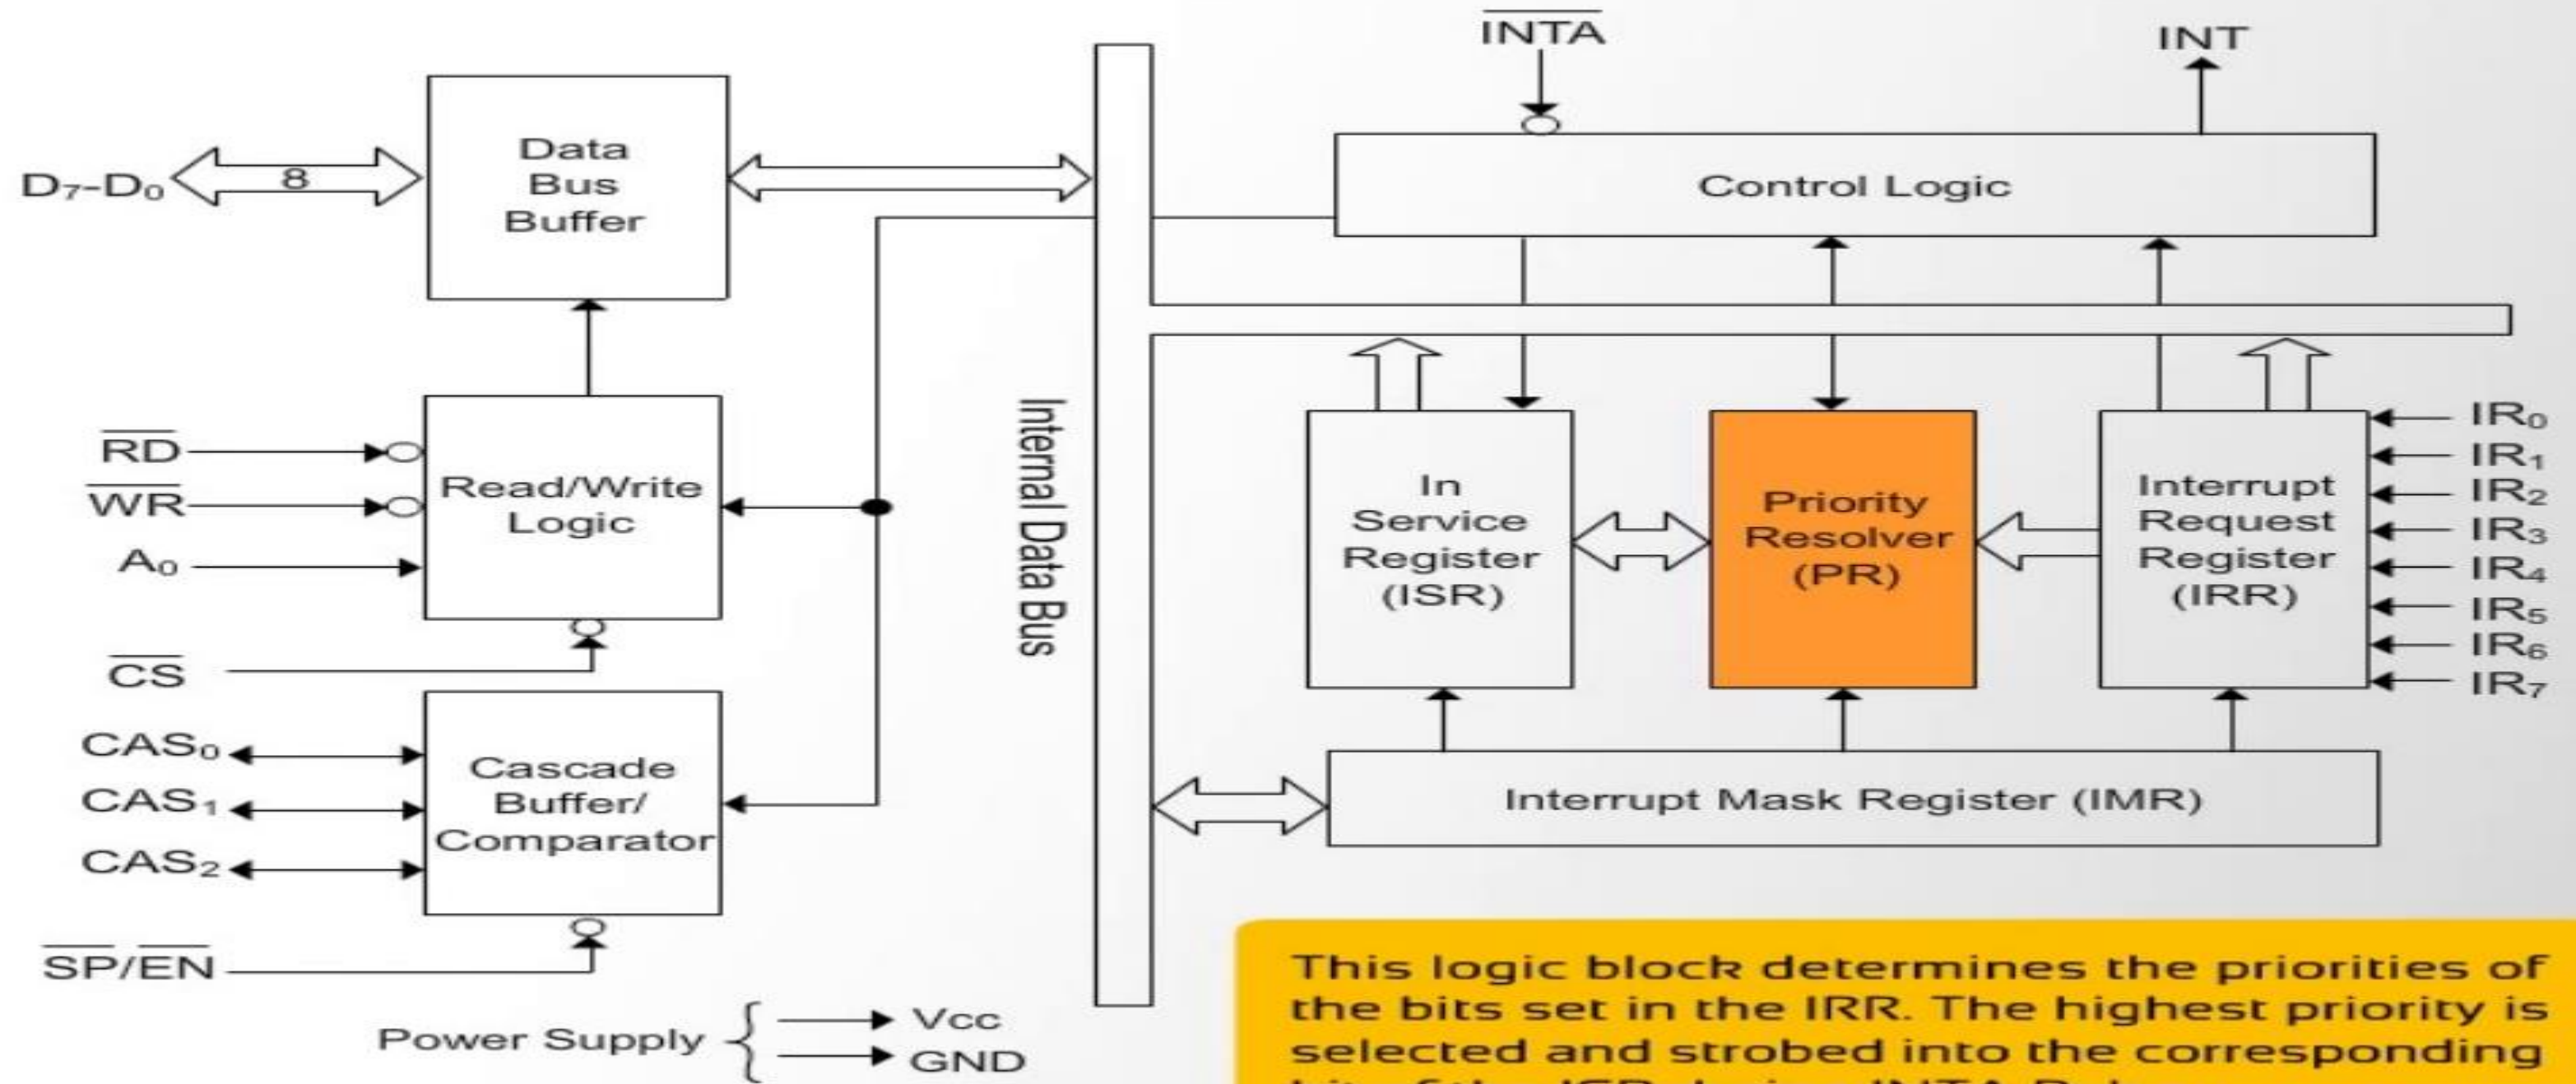 INTA
INT
D₇-D₀
8
Data
Bus
Buffer
Control Logic
RD
WR
A₀
Read/Write
Logic
CS
Internal Data Bus
In
Service
Register
(ISR)
Priority
Resolver
(PR)
Interrupt
Request
Register
(IRR)
IR₀
IR₁
IR₂
IR₃
IR₄
IR₅
IR₆
IR₇
CAS₀
CAS₁
CAS₂
Cascade
Buffer/
Comparator
SP/EN
Interrupt Mask Register (IMR)
Power Supply
Vcc
GND
This logic block determines the priorities of
the bits set in the IRR. The highest priority is
selected and strobed into the corresponding